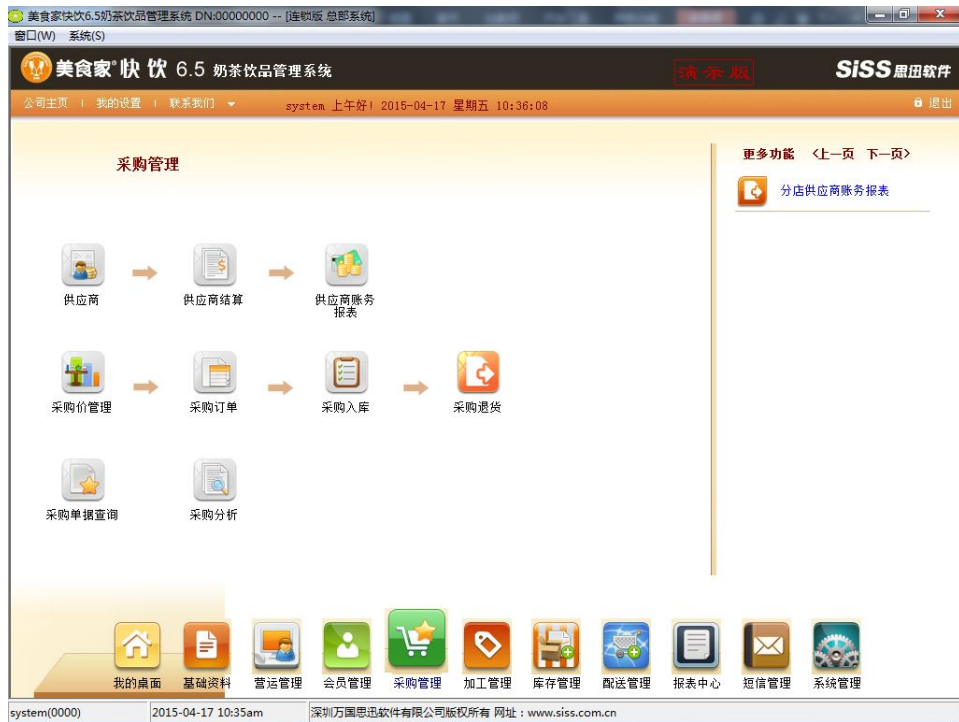 美食家快饮6.5奶茶饮品管理系统 DN:00000000 -- [连锁版 总部系统]
窗口(W) 系统(S)
美食家°快 饮 6.5 奶茶饮品管理系统 演示版 SiSS 思迅软件
公司主页 | 我的设置 | 联系我们 system 上午好! 2015-04-17 星期五 10:36:08 退出
采购管理
更多功能 〈上一页 下一页〉
分店供应商账务报表
供应商 供应商结算 供应商账务
报表
采购价管理 采购订单 采购入库 采购退货
采购单据查询 采购分析
我的桌面 基础资料 营运管理 会员管理 采购管理 加工管理 库存管理 配送管理 报表中心 短信管理 系统管理
system(0000) 2015-04-17 10:35am 深圳万国思迅软件有限公司版权所有 网址 : www.siss.com.cn